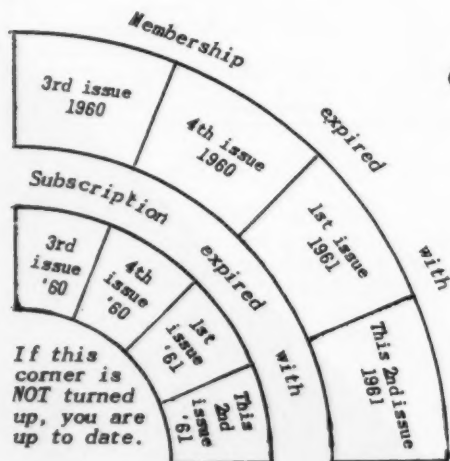 Membership expired with
3rd issue
1960
4th issue
1960
1st issue
1961
This 2nd issue
1961
Subscription expired with
3rd
issue
'60
4th
issue
'60
1st
issue
'61
This
2nd
issue
'61
If this
corner is
NOT turned
up, you are
up to date.